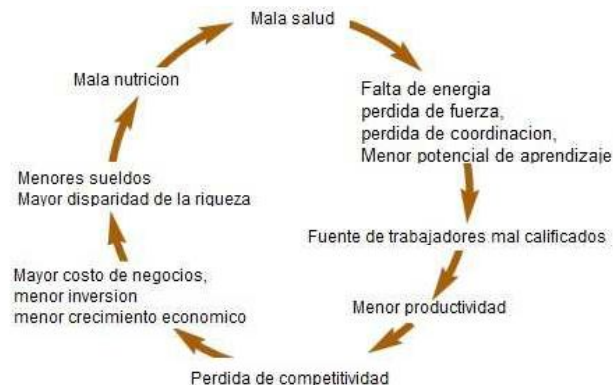 Mala salud
Falta de energía
perdida de fuerza,
perdida de coordinacion,
Menor potencial de aprendizaje
Fuente de trabajadores mal calificados
Menor productividad
Perdida de competitividad
Mayor costo de negocios,
menor inversion
menor crecimiento economico
Menores sueldos
Mayor disparidad de la riqueza
Mala nutricion